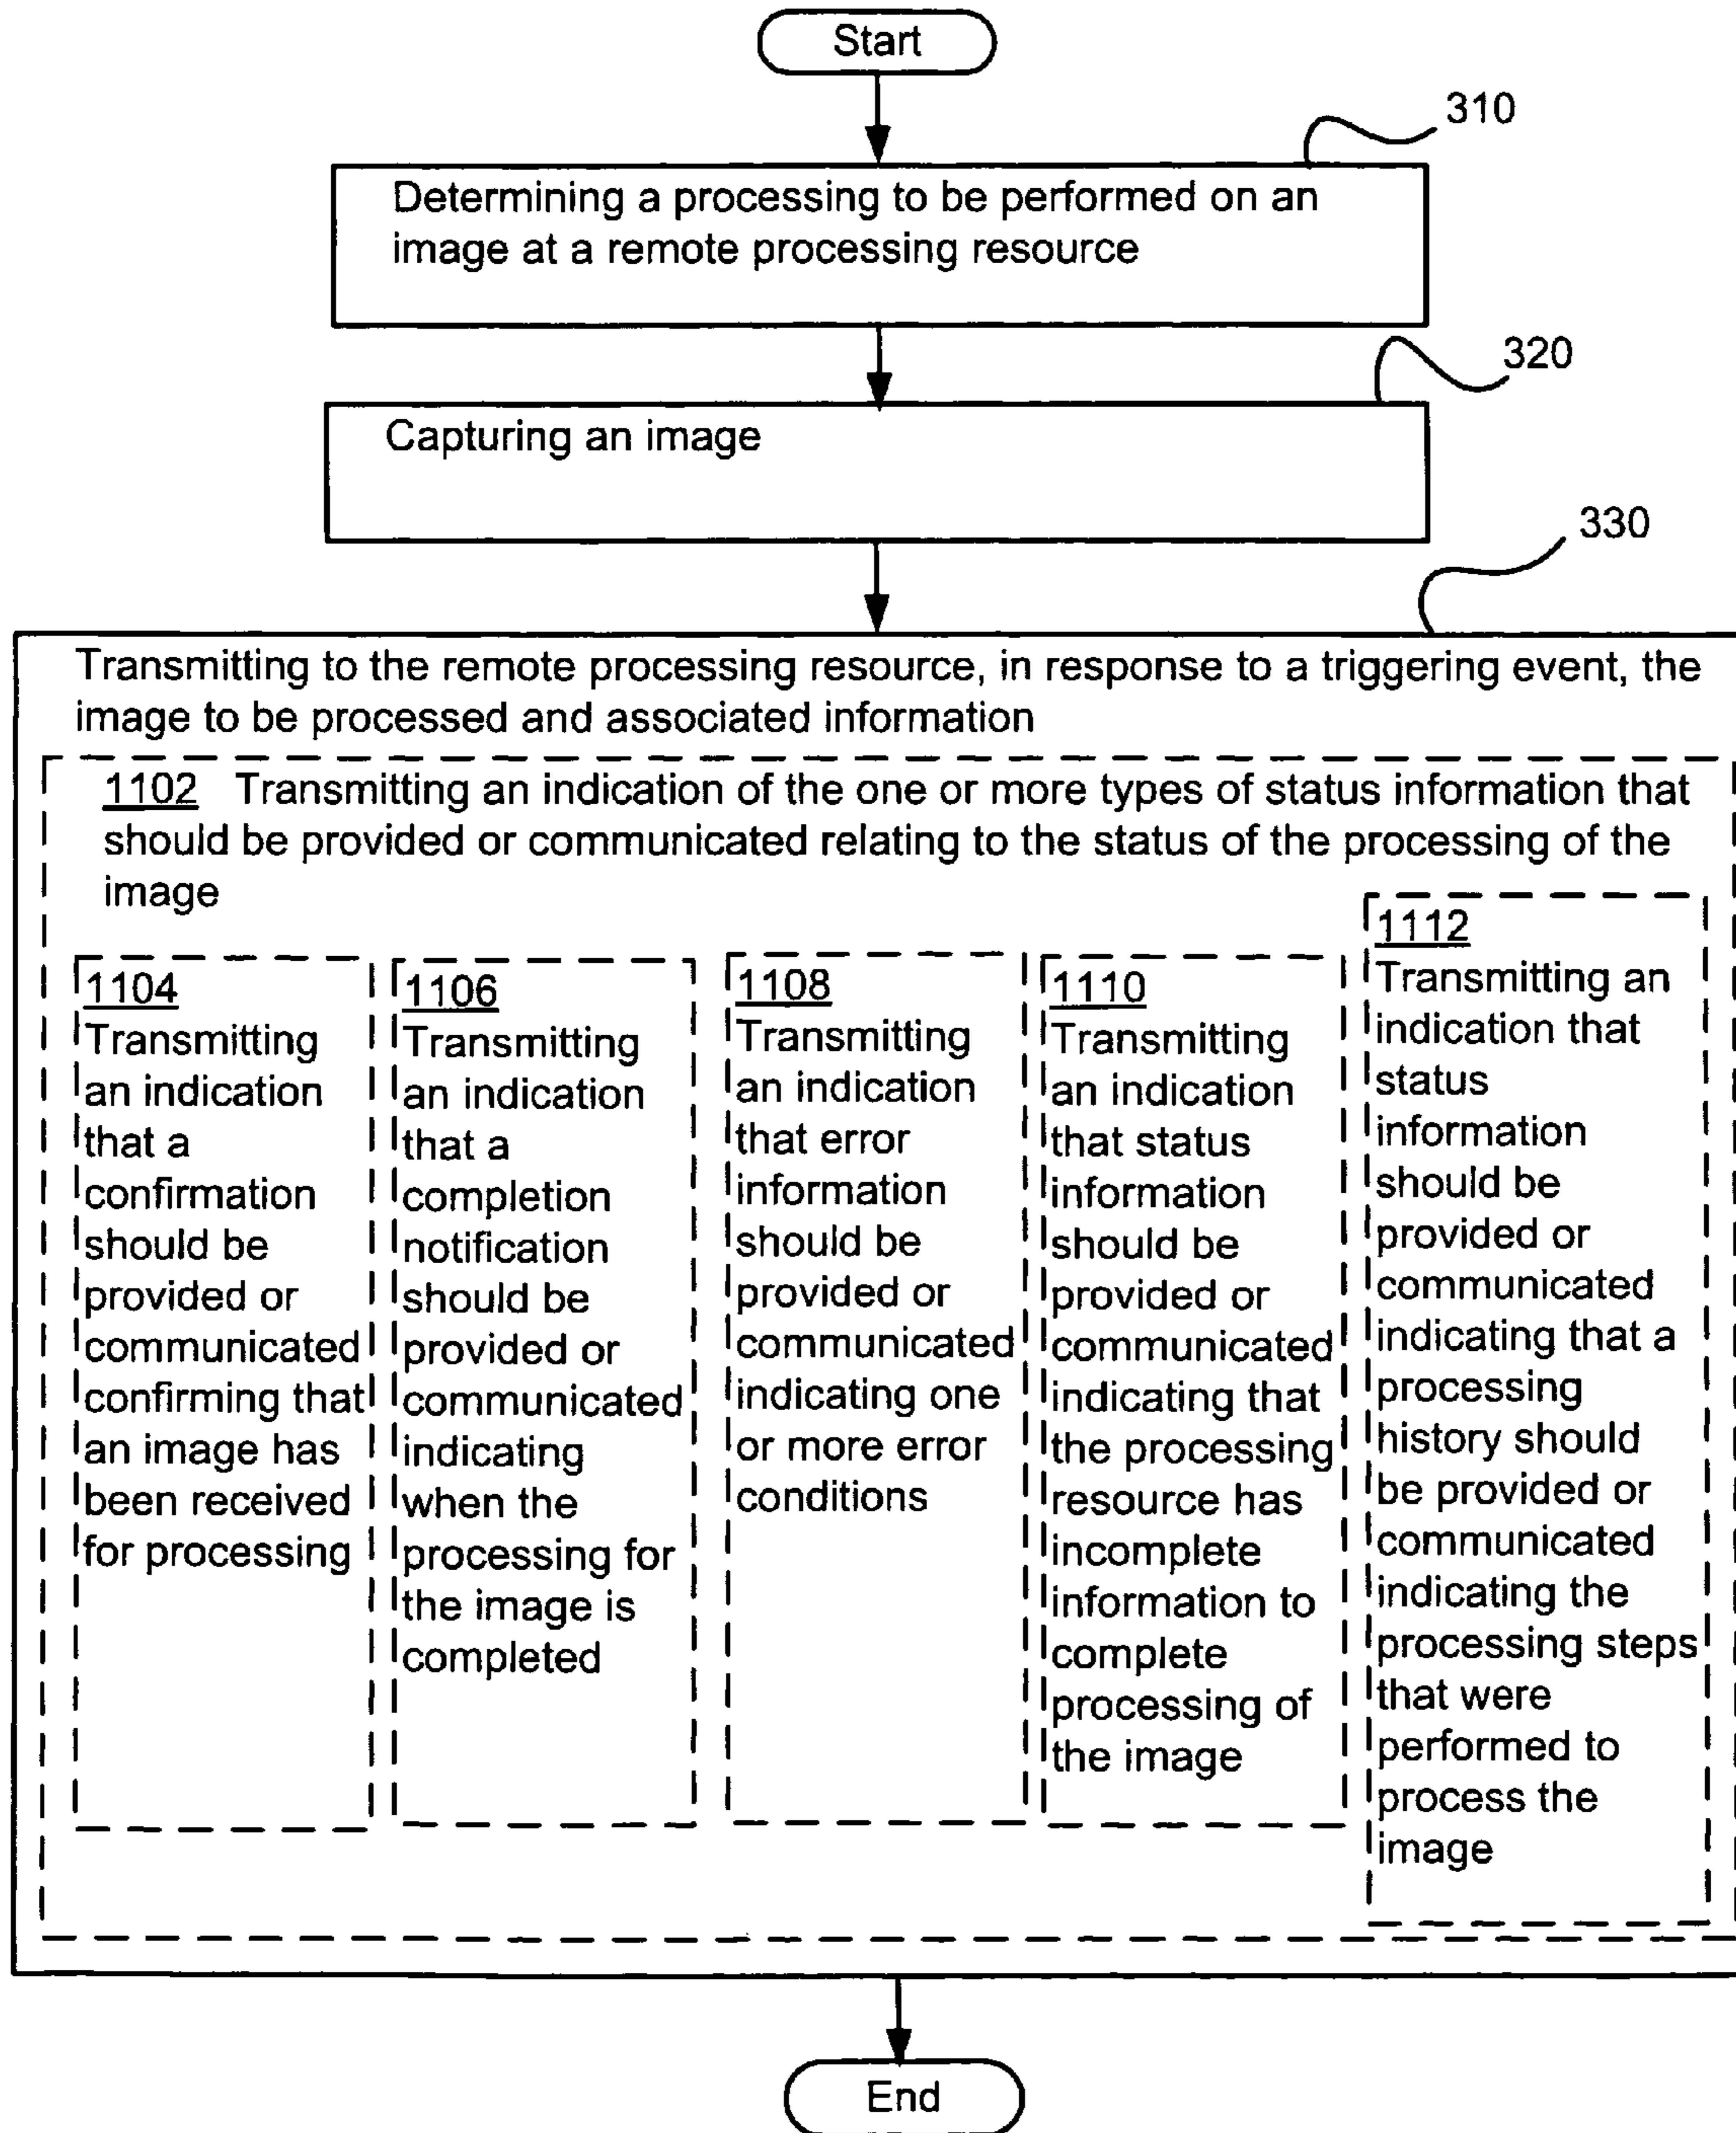 Start
310
Determining a processing to be performed on an
image at a remote processing resource
320
Capturing an image
330
Transmitting to the remote processing resource, in response to a triggering event, the
image to be processed and associated information
1102 Transmitting an indication of the one or more types of status information that
should be provided or communicated relating to the status of the processing of the
image
1104
Transmitting
an indication
that a
confirmation
should be
provided or
communicated
confirming that
an image has
been received
for processing
1106
Transmitting
an indication
that a
completion
notification
should be
provided or
communicated
indicating
when the
processing for
the image is
completed
1108
Transmitting
an indication
that error
information
should be
provided or
communicated
indicating one
or more error
conditions
1110
Transmitting
an indication
that status
information
should be
provided or
communicated
indicating that
the processing
resource has
incomplete
information to
complete
processing of
the image
1112
Transmitting an
indication that
status
information
should be
provided or
communicated
indicating that a
processing
history should
be provided or
communicated
indicating the
processing steps
that were
performed to
process the
image
End